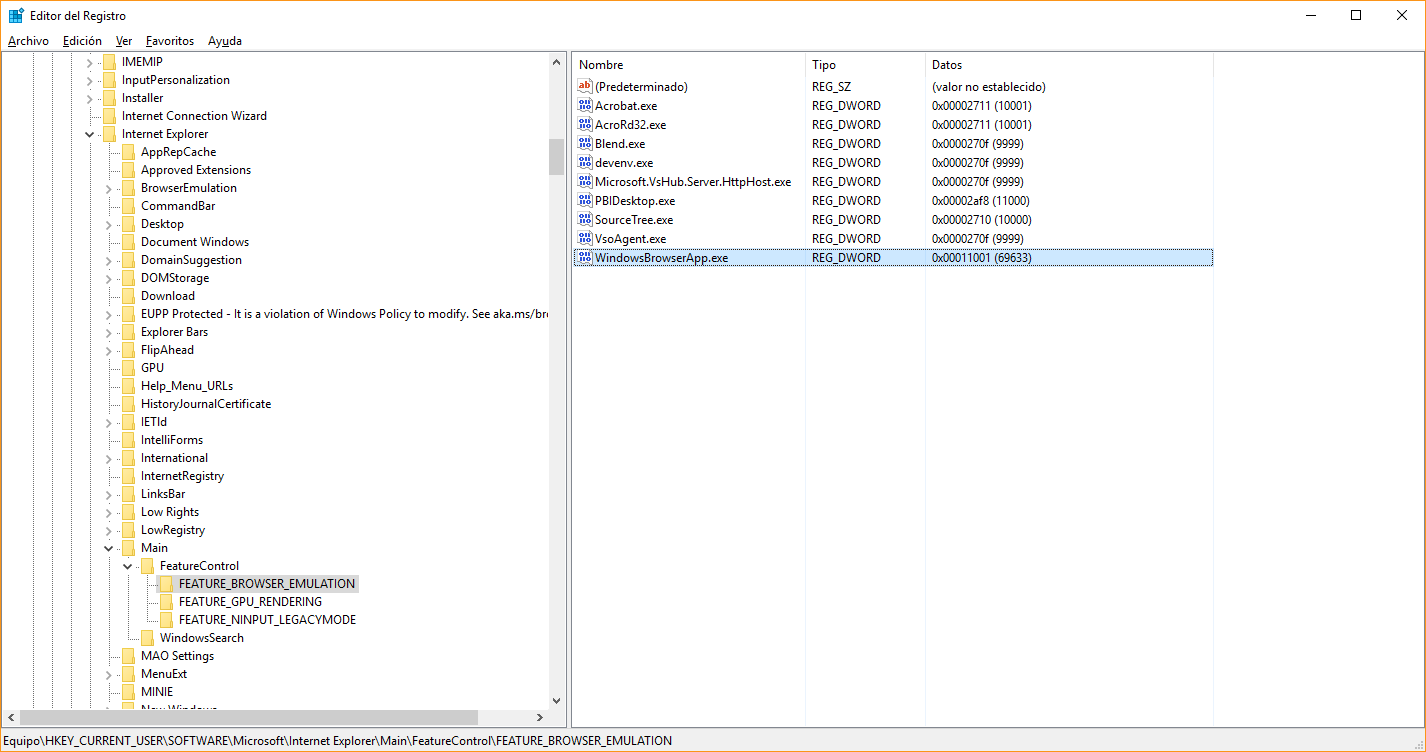 Editor del Registro
Archivo Edición Ver Favoritos Ayuda
IMEMIP
InputPersonalization
Installer
Internet Connection Wizard
Internet Explorer
AppRepCache
Approved Extensions
BrowserEmulation
CommandBar
Desktop
Document Windows
DomainSuggestion
DOMStorage
Download
EUPP Protected - It is a violation of Windows Policy to modify. See aka.ms/bro
Explorer Bars
FlipAhead
GPU
Help_Menu_URLs
HistoryJournalCertificate
IETld
IntelliForms
International
InternetRegistry
LinksBar
Low Rights
LowRegistry
Main
FeatureControl
FEATURE_BROWSER_EMULATION
FEATURE_GPU_RENDERING
FEATURE_NINPUT_LEGACYMODE
WindowsSearch
MAO Settings
MenuExt
MINIE
New Windows
Nombre Tipo Datos
(Predeterminado) REG_SZ (valor no establecido)
Acrobat.exe REG_DWORD 0x00002711 (10001)
AcroRd32.exe REG_DWORD 0x00002711 (10001)
Blend.exe REG_DWORD 0x0000270f (9999)
devenv.exe REG_DWORD 0x0000270f (9999)
Microsoft.VsHub.Server.HttpHost.exe REG_DWORD 0x0000270f (9999)
PBIDesktop.exe REG_DWORD 0x00002af8 (11000)
SourceTree.exe REG_DWORD 0x00002710 (10000)
VsoAgent.exe REG_DWORD 0x0000270f (9999)
WindowsBrowserApp.exe REG_DWORD 0x00011001 (69633)
Equipo\HKEY_CURRENT_USER\SOFTWARE\Microsoft\Internet Explorer\Main\FeatureControl\FEATURE_BROWSER_EMULATION